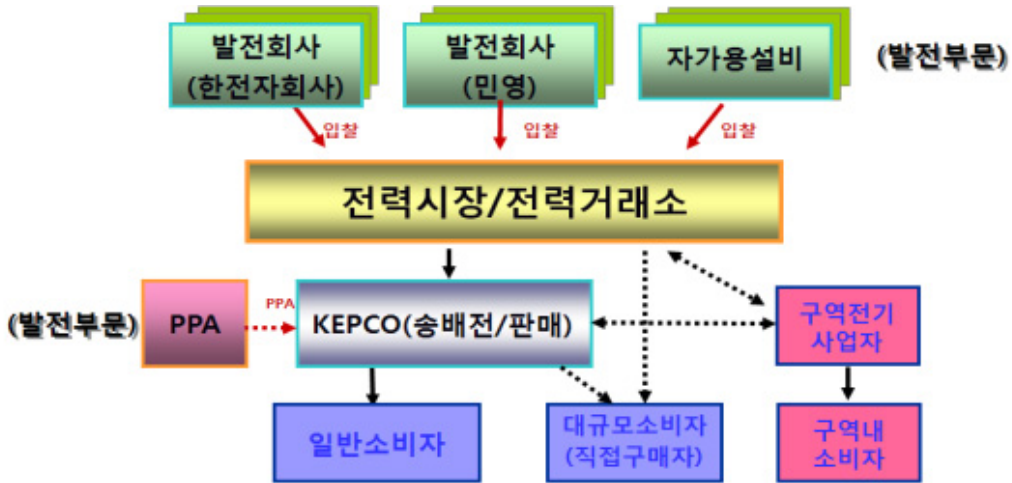 발전회사
(한전자회사)
발전회사
(민영)
자가용설비
(발전부문)
입찰
입찰
입찰
전력시장/전력거래소
(발전부문)
PPA
PPA
KEPCO(송배전/판매)
구역전기
사업자
일반소비자
대규모소비자
(직접구매자)
구역내
소비자